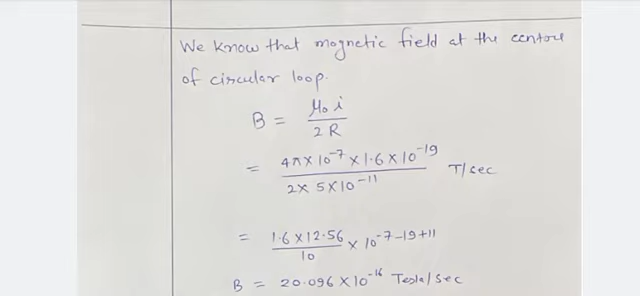 We know that magnetic field at the centore
of circular loop.
B = μ₀ i / 2 R
= 4π × 10⁻⁷ × 1.6 × 10⁻¹⁹ / 2 × 5 × 10⁻¹¹ T/sec
= 1.6 × 12.56 / 10 × 10⁻⁷⁻¹⁹⁺¹¹
B = 20.096 × 10⁻¹⁶ Tesla/sec